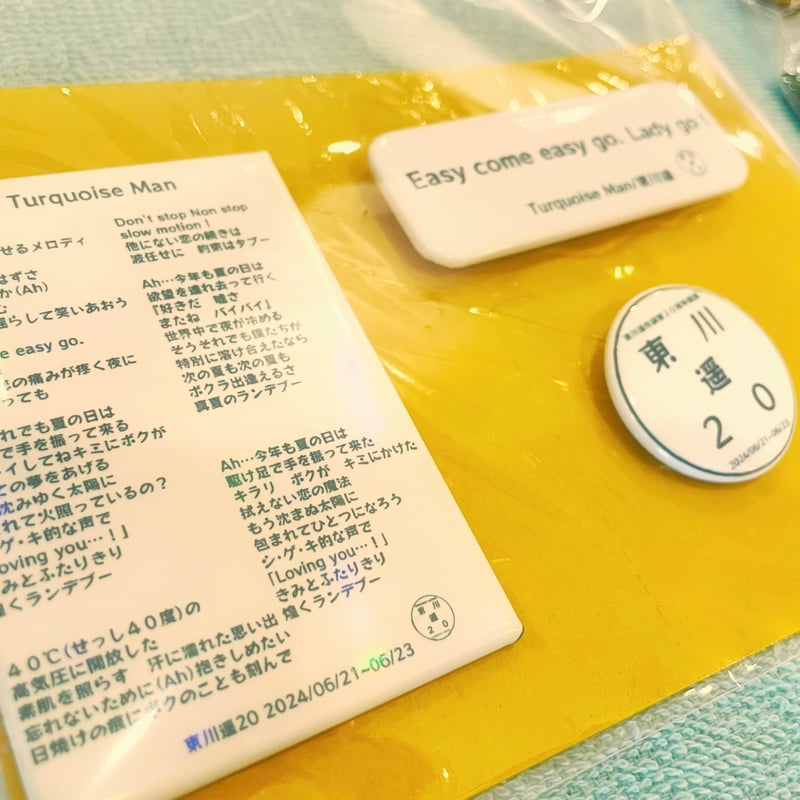 Turquoise Man
せるメロディ
はずさ
か(Ah)
らして笑いあおう
e easy go.
の痛みが疼く夜に
っても
れでも夏の日は
で手を振って来る
イしてねキミにボクが
ての夢をあげる
沈みゆく太陽に
れて火照っているの？
ゲ・キ的な声で
Loving you…！」
みとふたりきり
くランデブー
40℃(せっし40度)の
高気圧に開放した
素肌を照らす　汗に濡れた思い出
忘れないために(Ah)抱きしめたい
日焼けの痕にボクのことも刻んで
Don't stop Non stop
slow motion！
他にない恋の続きは
波任せに　約束はタブー
Ah…今年も夏の日は
欲望を連れ去って行く
『好きだ　嘘さ
またね　バイバイ』
世界中で夜が冷める
そうそれでも僕たちが
特別に溶け合えたなら
次の夏も次の夏も
ボクラ出逢えるさ
真夏のランデブー
Ah…今年も夏の日は
駆け足で手を振って来た
キラリ　ボクが　キミにかけた
拭えない恋の魔法
もう沈まぬ太陽に
包まれてひとつになろう
シ・ゲ・キ的な声で
「Loving you…！」
きみとふたりきり
煌くランデブー
東川遥20
東川遥20 2024/06/21~06/23
Easy come easy go. Lady go！
Turquoise Man/東川遥
東川
遥
20
2024/06/21~06/23